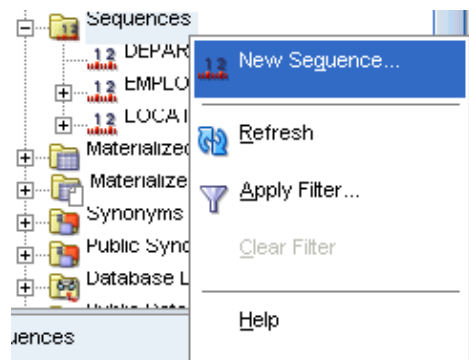 Sequences
DEPAR
EMPLO
LOCAT
Materialized
Materialize
Synonyms
Public Sync
Database L
uences
New Sequence...
Refresh
Apply Filter...
Clear Filter
Help